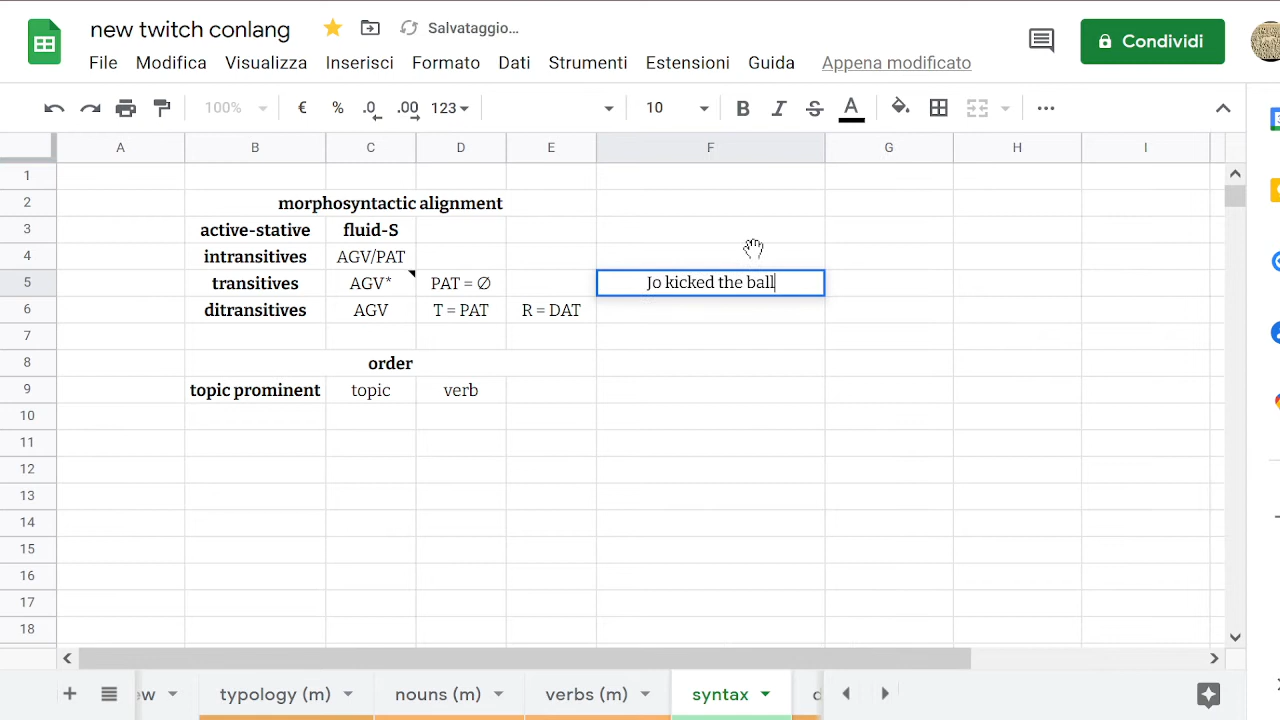 new twitch conlang Salvataggio...
File Modifica Visualizza Inserisci Formato Dati Strumenti Estensioni Guida Appena modificato Condividi
100% € % .0 .00 123 10 B I S A
A B C D E F G H I
1
2 morphosyntactic alignment
3 active-stative fluid-S
4 intransitives AGV/PAT
5 transitives AGV* PAT = ∅ Jo kicked the ball
6 ditransitives AGV T = PAT R = DAT
7
8 order
9 topic prominent topic verb
10
11
12
13
14
15
16
17
18
ew typology (m) nouns (m) verbs (m) syntax